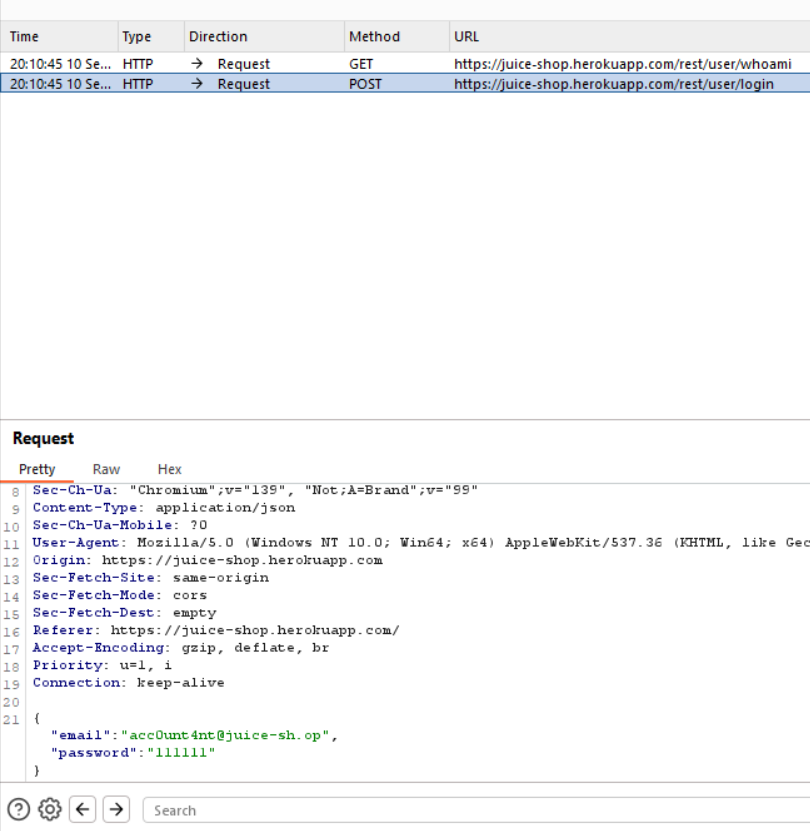 Time Type Direction Method URL
20:10:45 10 Se... HTTP → Request GET https://juice-shop.herokuapp.com/rest/user/whoami
20:10:45 10 Se... HTTP → Request POST https://juice-shop.herokuapp.com/rest/user/login
Request
Pretty Raw Hex
8 Sec-Ch-Ua: "Chromium";v="139", "Not;A=Brand";v="99"
9 Content-Type: application/json
10 Sec-Ch-Ua-Mobile: ?0
11 User-Agent: Mozilla/5.0 (Windows NT 10.0; Win64; x64) AppleWebKit/537.36 (KHTML, like Gec
12 Origin: https://juice-shop.herokuapp.com
13 Sec-Fetch-Site: same-origin
14 Sec-Fetch-Mode: cors
15 Sec-Fetch-Dest: empty
16 Referer: https://juice-shop.herokuapp.com/
17 Accept-Encoding: gzip, deflate, br
18 Priority: u=1, i
19 Connection: keep-alive
20
21 {
"email":"acc0unt4nt@juice-sh.op",
"password":"111111"
}
Search